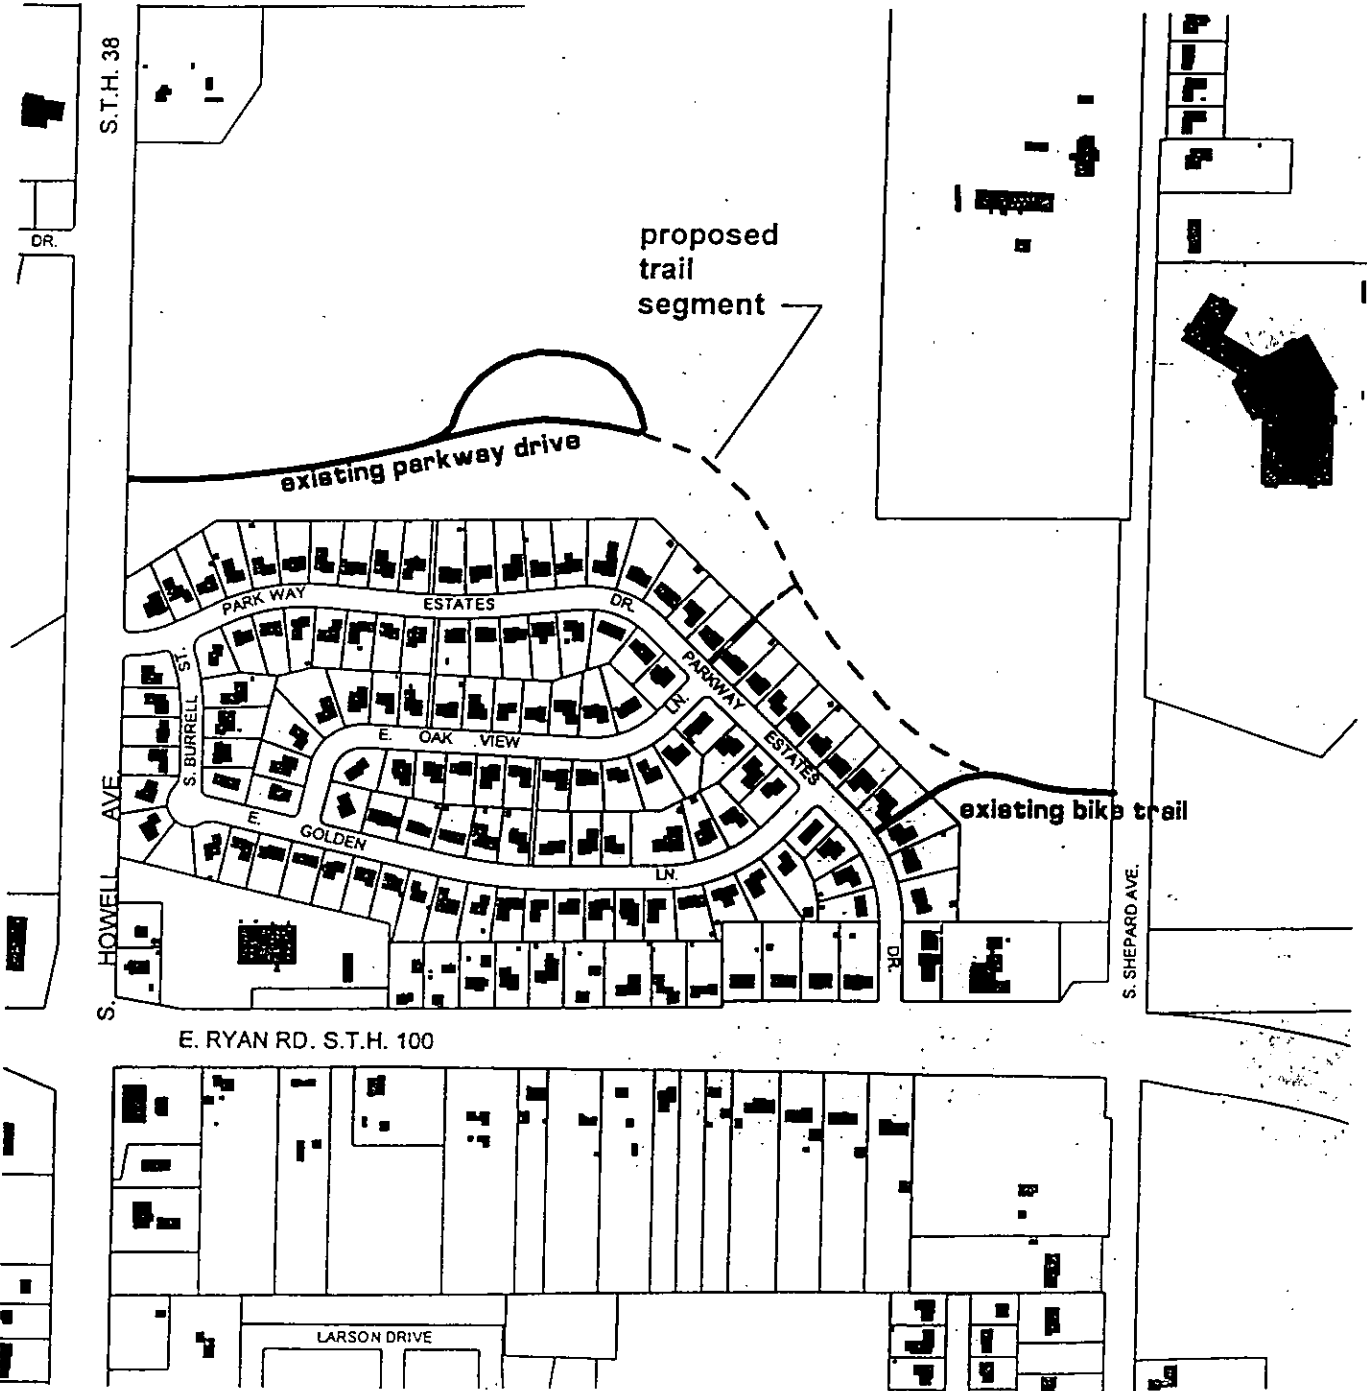 S.T.H. 38
DR.
proposed
trail
segment
existing parkway drive
PARK WAY
ESTATES
DR.
S. BURRELL
ST.
PARKWAY
ESTATES
DR.
E. OAK VIEW
LN.
existing bike trail
E. GOLDEN
LN.
S. HOWELL AVE.
S. SHEPARD AVE.
E. RYAN RD. S.T.H. 100
LARSON DRIVE